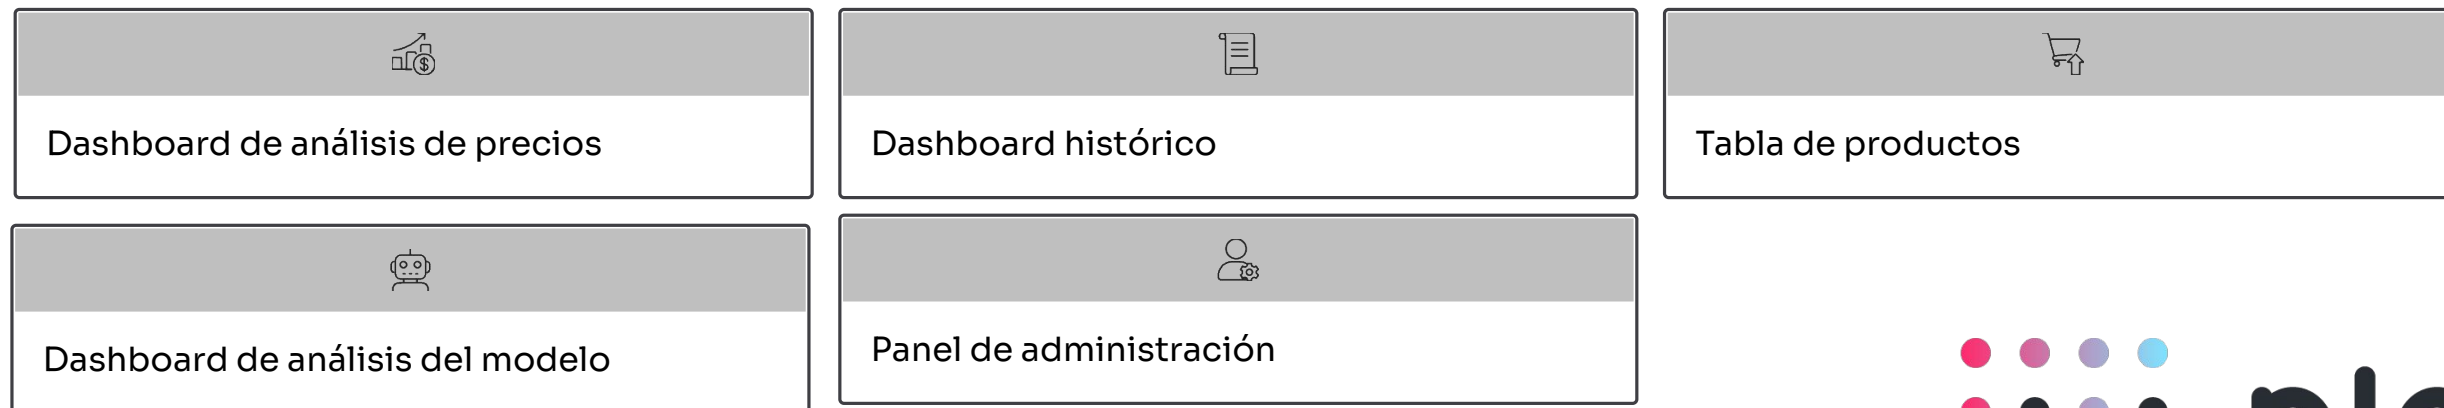 Dashboard de análisis de precios
Dashboard histórico
Tabla de productos
Dashboard de análisis del modelo
Panel de administración